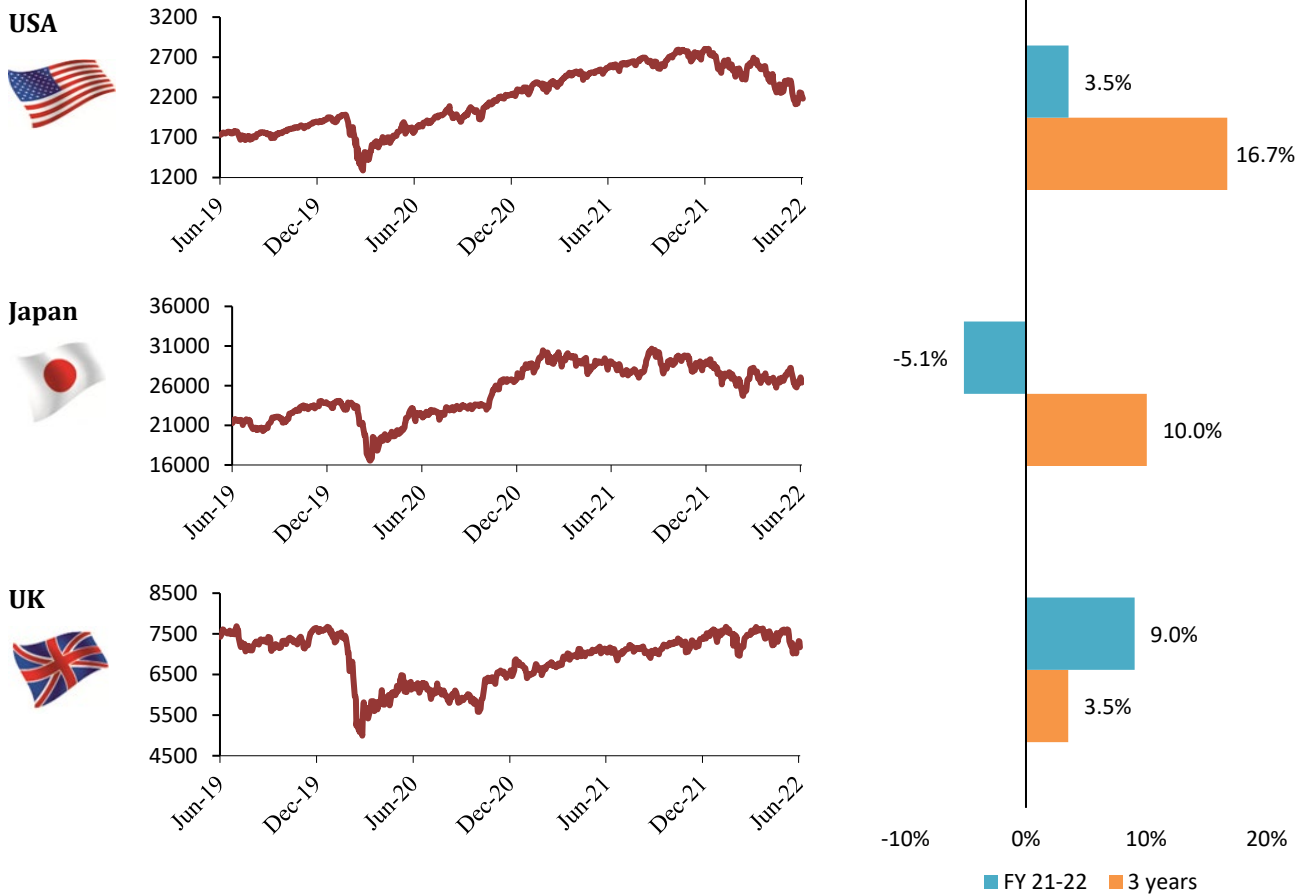 USA
3200
2700
2200
1700
1200
Jun-19
Dec-19
Jun-20
Dec-20
Jun-21
Dec-21
Jun-22
3.5%
16.7%
Japan
36000
31000
26000
21000
16000
Jun-19
Dec-19
Jun-20
Dec-20
Jun-21
Dec-21
Jun-22
-5.1%
10.0%
UK
8500
7500
6500
5500
4500
Jun-19
Dec-19
Jun-20
Dec-20
Jun-21
Dec-21
Jun-22
9.0%
3.5%
-10% 0% 10% 20%
FY 21-22 3 years